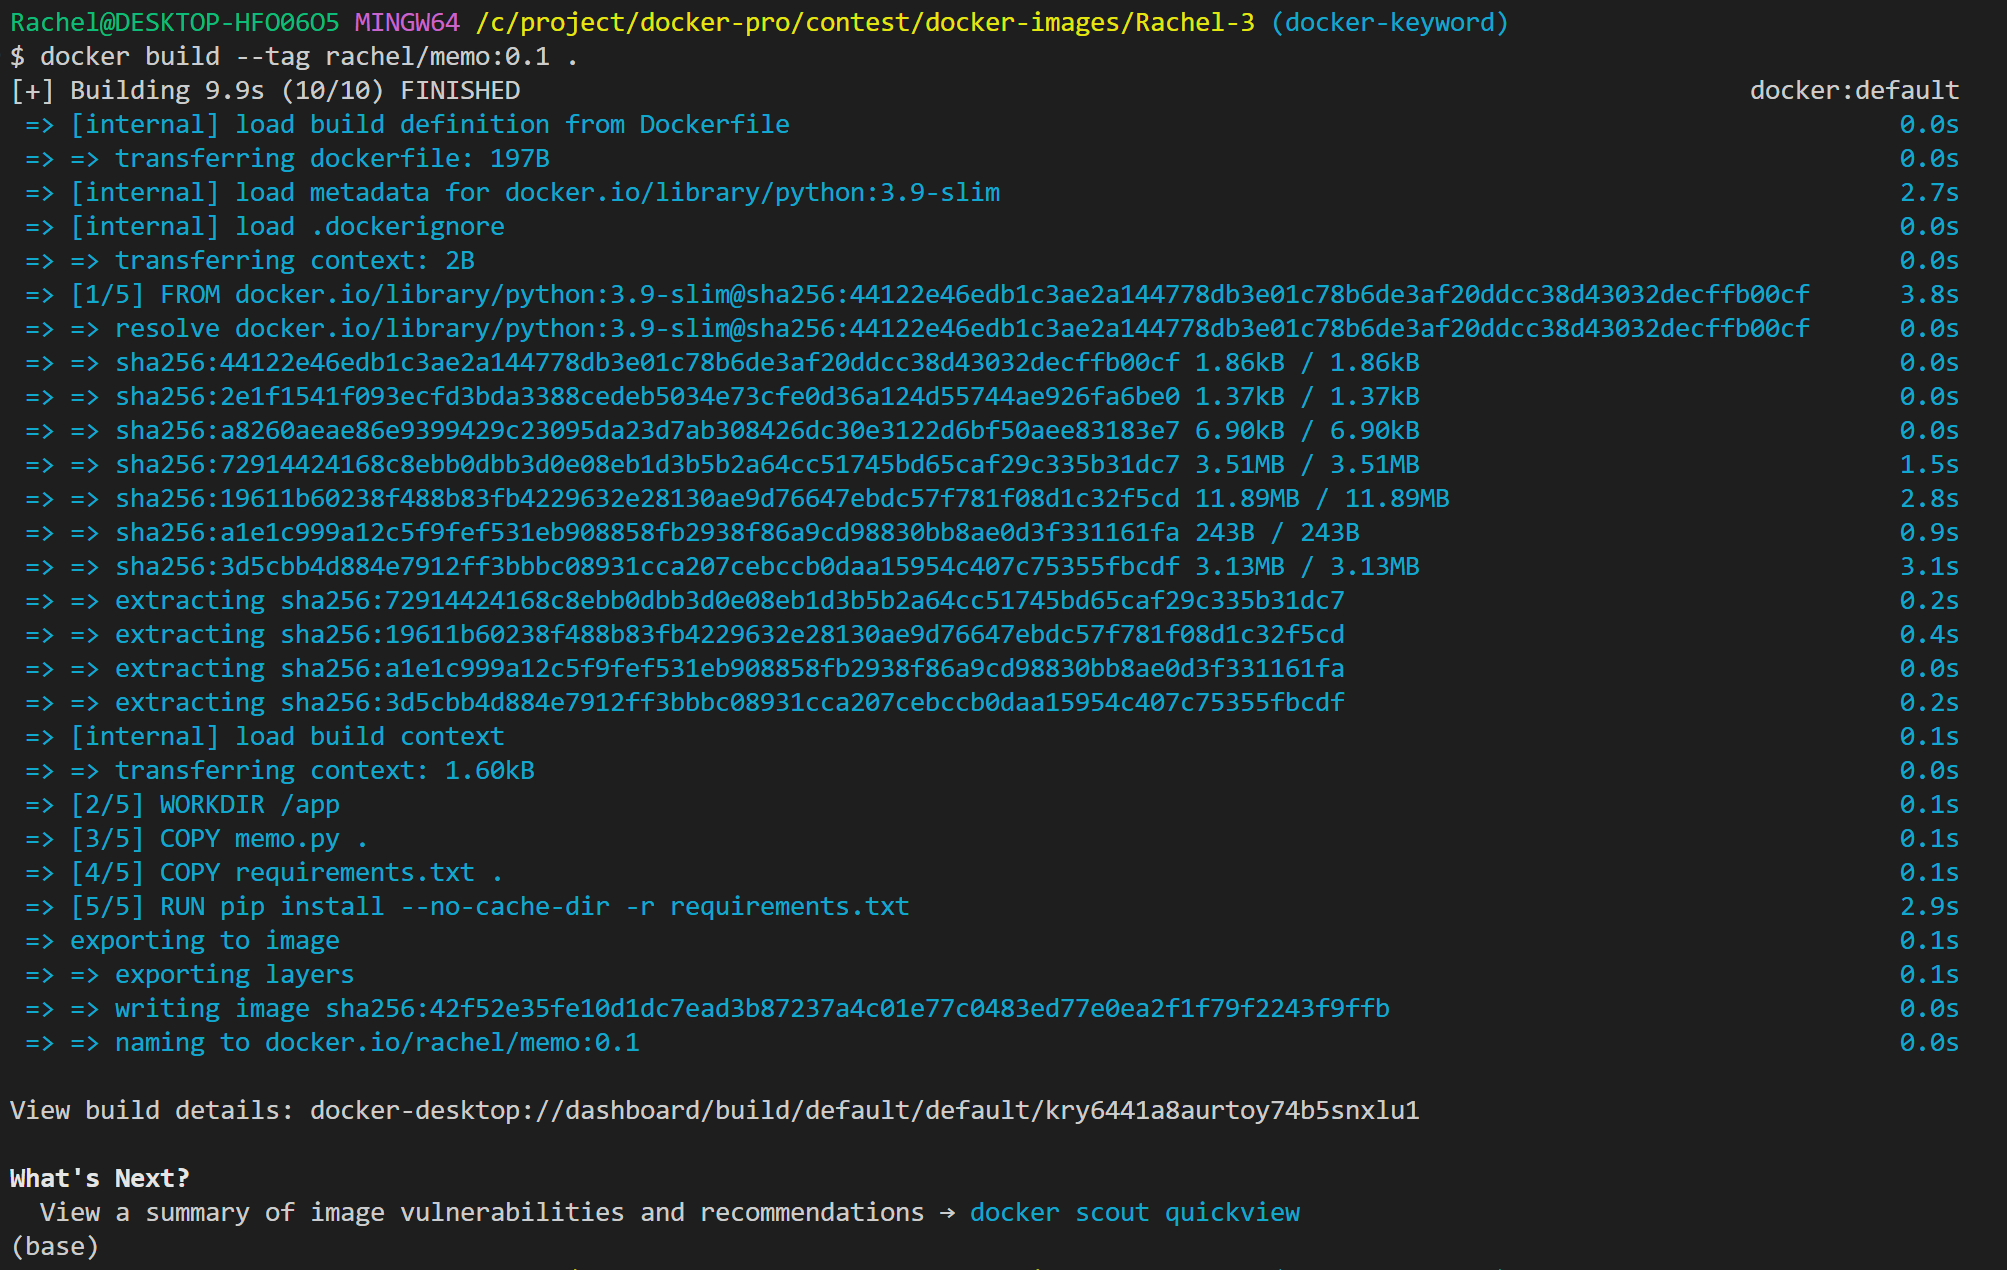 Rachel@DESKTOP-HFO06O5 MINGW64 /c/project/docker-pro/contest/docker-images/Rachel-3 (docker-keyword)
$ docker build --tag rachel/memo:0.1 .
[+] Building 9.9s (10/10) FINISHED docker:default
=> [internal] load build definition from Dockerfile 0.0s
=> => transferring dockerfile: 197B 0.0s
=> [internal] load metadata for docker.io/library/python:3.9-slim 2.7s
=> [internal] load .dockerignore 0.0s
=> => transferring context: 2B 0.0s
=> [1/5] FROM docker.io/library/python:3.9-slim@sha256:44122e46edb1c3ae2a144778db3e01c78b6de3af20ddcc38d43032decffb00cf 3.8s
=> => resolve docker.io/library/python:3.9-slim@sha256:44122e46edb1c3ae2a144778db3e01c78b6de3af20ddcc38d43032decffb00cf 0.0s
=> => sha256:44122e46edb1c3ae2a144778db3e01c78b6de3af20ddcc38d43032decffb00cf 1.86kB / 1.86kB 0.0s
=> => sha256:2e1f1541f093ecfd3bda3388cedeb5034e73cfe0d36a124d55744ae926fa6be0 1.37kB / 1.37kB 0.0s
=> => sha256:a8260aeae86e9399429c23095da23d7ab308426dc30e3122d6bf50aee83183e7 6.90kB / 6.90kB 0.0s
=> => sha256:72914424168c8ebb0dbb3d0e08eb1d3b5b2a64cc51745bd65caf29c335b31dc7 3.51MB / 3.51MB 1.5s
=> => sha256:19611b60238f488b83fb4229632e28130ae9d76647ebdc57f781f08d1c32f5cd 11.89MB / 11.89MB 2.8s
=> => sha256:a1e1c999a12c5f9fef531eb908858fb2938f86a9cd98830bb8ae0d3f331161fa 243B / 243B 0.9s
=> => sha256:3d5cbb4d884e7912ff3bbbc08931cca207cebccb0daa15954c407c75355fbcdf 3.13MB / 3.13MB 3.1s
=> => extracting sha256:72914424168c8ebb0dbb3d0e08eb1d3b5b2a64cc51745bd65caf29c335b31dc7 0.2s
=> => extracting sha256:19611b60238f488b83fb4229632e28130ae9d76647ebdc57f781f08d1c32f5cd 0.4s
=> => extracting sha256:a1e1c999a12c5f9fef531eb908858fb2938f86a9cd98830bb8ae0d3f331161fa 0.0s
=> => extracting sha256:3d5cbb4d884e7912ff3bbbc08931cca207cebccb0daa15954c407c75355fbcdf 0.2s
=> [internal] load build context 0.1s
=> => transferring context: 1.60kB 0.0s
=> [2/5] WORKDIR /app 0.1s
=> [3/5] COPY memo.py . 0.1s
=> [4/5] COPY requirements.txt . 0.1s
=> [5/5] RUN pip install --no-cache-dir -r requirements.txt 2.9s
=> exporting to image 0.1s
=> => exporting layers 0.1s
=> => writing image sha256:42f52e35fe10d1dc7ead3b87237a4c01e77c0483ed77e0ea2f1f79f2243f9ffb 0.0s
=> => naming to docker.io/rachel/memo:0.1 0.0s
View build details: docker-desktop://dashboard/build/default/default/kry6441a8aurtoy74b5snxlu1
What's Next?
View a summary of image vulnerabilities and recommendations → docker scout quickview
(base)